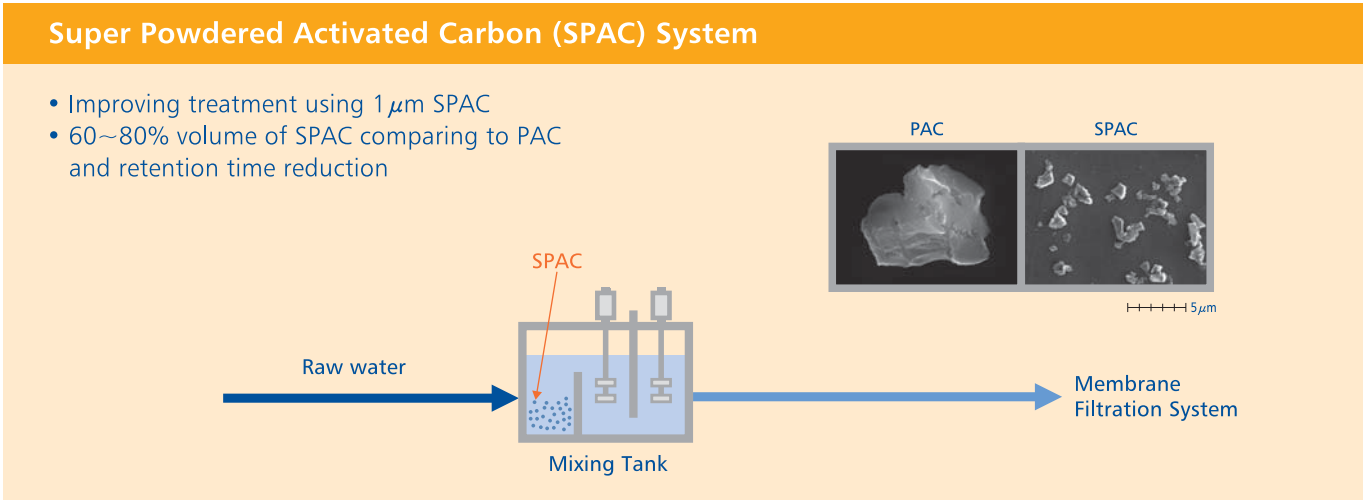 Super Powdered Activated Carbon (SPAC) System
• Improving treatment using 1μm SPAC
• 60~80% volume of SPAC comparing to PAC
and retention time reduction
PAC
SPAC
5μm
SPAC
Raw water
Mixing Tank
Membrane
Filtration System